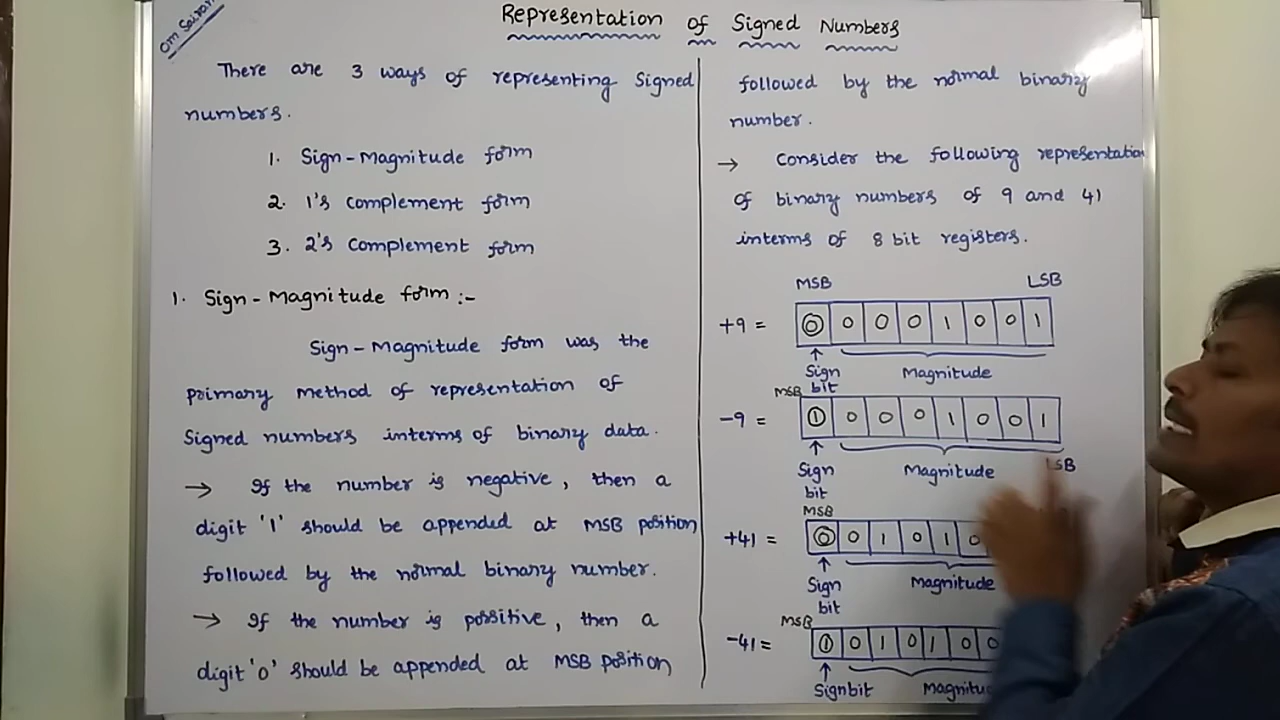 Om Sairam
Representation of Signed Numbers
There are 3 ways of representing Signed
numbers.
1. Sign-Magnitude form
2. 1's complement form
3. 2's complement form
1. Sign-Magnitude form :-
Sign-Magnitude form was the
primary method of representation of
Signed numbers interms of binary data.
→ If the number is negative, then a
digit '1' should be appended at MSB position
followed by the normal binary number.
→ If the number is possitive, then a
digit '0' should be appended at MSB position
followed by the normal binary
number.
→ Consider the following representation
of binary numbers of 9 and 41
interms of 8 bit registers.
MSB LSB
+9 = 0 0 0 0 1 0 0 1
↑
Sign Magnitude
bit
MSB
-9 = 1 0 0 0 1 0 0 1
↑
Sign Magnitude LSB
bit
MSB
+41 = 0 0 1 0 1 0
↑
Sign Magnitude
bit
MSB
-41 = 1 0 1 0 1 0 0
↑
Signbit